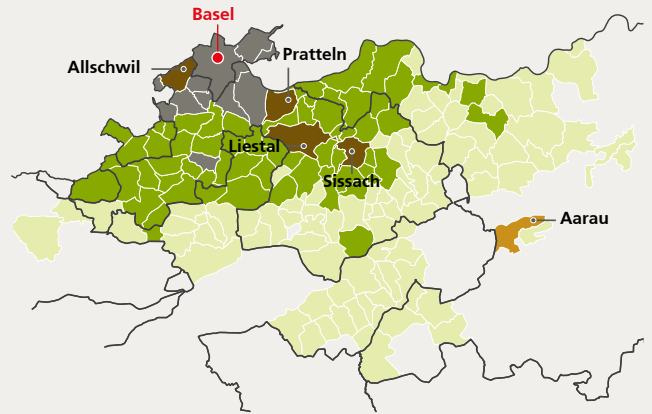 Basel
Pratteln
Allschwil
Liestal
Sissach
Aarau